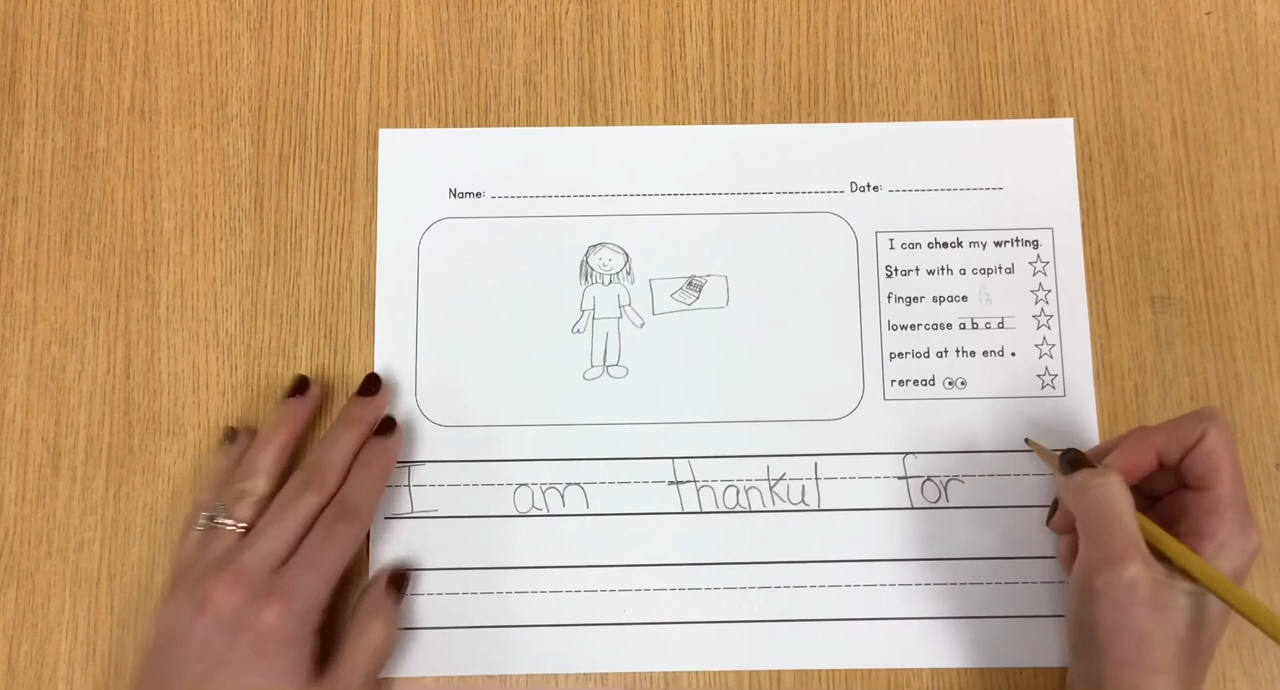 Name: Date:
I can check my writing.
Start with a capital
finger space
lowercase a b c d
period at the end .
reread
I am thankul for